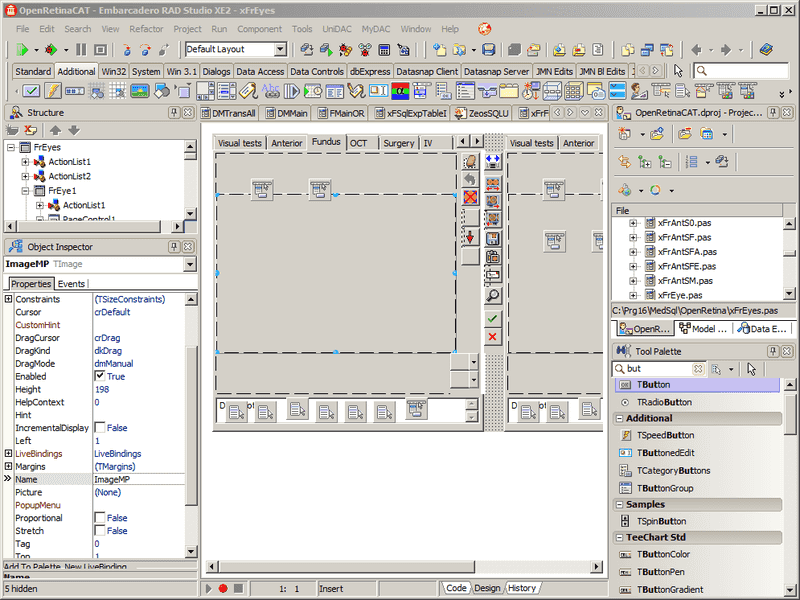 OpenRetinaCAT - Embarcadero RAD Studio XE2 - xFrEyes
File Edit Search View Refactor Project Run Component Tools UniDAC MyDAC Window Help
Default Layout
Standard Additional Win32 System Win 3.1 Dialogs Data Access Data Controls dbExpress Datasnap Client Datasnap Server JMN Edits JMN Bl Edits
Structure
FrEyes
ActionList1
ActionList2
FrEye1
ActionList1
PageControl1
Object Inspector
ImageMP TImage
Properties Events
Constraints (TSizeConstraints)
Cursor crDefault
CustomHint
DragCursor crDrag
DragKind dkDrag
DragMode dmManual
Enabled True
Height 198
HelpContext 0
Hint
IncrementalDisplay False
Left 1
LiveBindings LiveBindings
Margins (TMargins)
Name ImageMP
Picture (None)
PopupMenu
Proportional False
Stretch False
Tag 0
Top 1
Add To Palette New LiveBinding
Name
5 hidden
DMTransAll DMMain FMainOR xFSqlExpTableI ZeosSQLU xFrF
Visual tests Anterior Fundus OCT Surgery IV
Visual tests Anterior
1: 1 Insert
Code Design History
OpenRetinaCAT.dproj - Projec...
File
xFrAntS0.pas
xFrAntSF.pas
xFrAntSFA.pas
xFrAntSFE.pas
xFrAntSM.pas
xFrEye.pas
C:\Prg16\MedSql\OpenRetina\xFrEyes.pas
OpenR... Model ... Data E...
Tool Palette
but
TButton
TRadioButton
Additional
TSpeedButton
TButtonedEdit
TCategoryButtons
TButtonGroup
Samples
TSpinButton
TeeChart Std
TButtonColor
TButtonPen
TButtonGradient